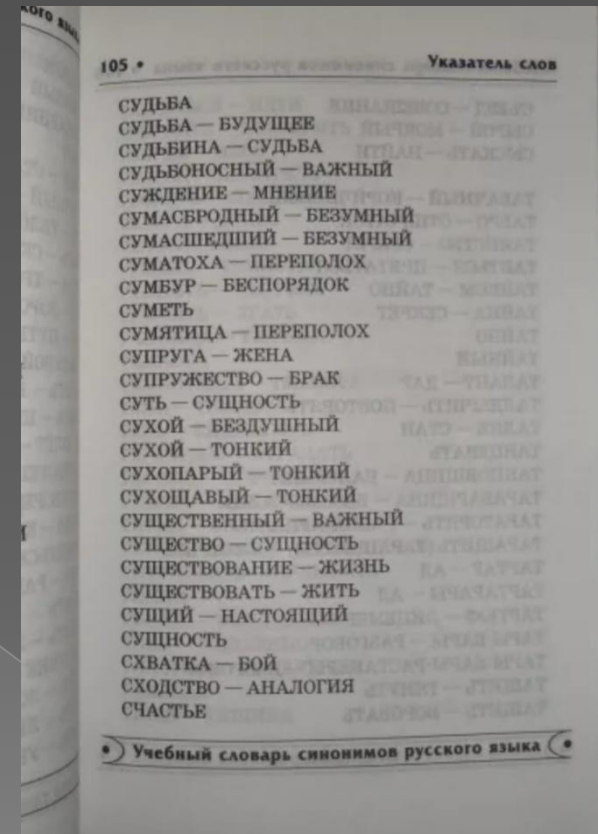 105 • Указатель слов
СУДЬБА
СУДЬБА — БУДУЩЕЕ
СУДЬБИНА — СУДЬБА
СУДЬБОНОСНЫЙ — ВАЖНЫЙ
СУЖДЕНИЕ — МНЕНИЕ
СУМАСБРОДНЫЙ — БЕЗУМНЫЙ
СУМАСШЕДШИЙ — БЕЗУМНЫЙ
СУМАТОХА — ПЕРЕПОЛОХ
СУМБУР — БЕСПОРЯДОК
СУМЕТЬ
СУМЯТИЦА — ПЕРЕПОЛОХ
СУПРУГА — ЖЕНА
СУПРУЖЕСТВО — БРАК
СУТЬ — СУЩНОСТЬ
СУХОЙ — БЕЗДУШНЫЙ
СУХОЙ — ТОНКИЙ
СУХОПАРЫЙ — ТОНКИЙ
СУХОЩАВЫЙ — ТОНКИЙ
СУЩЕСТВЕННЫЙ — ВАЖНЫЙ
СУЩЕСТВО — СУЩНОСТЬ
СУЩЕСТВОВАНИЕ — ЖИЗНЬ
СУЩЕСТВОВАТЬ — ЖИТЬ
СУЩИЙ — НАСТОЯЩИЙ
СУЩНОСТЬ
СХВАТКА — БОЙ
СХОДСТВО — АНАЛОГИЯ
СЧАСТЬЕ
Учебный словарь синонимов русского языка